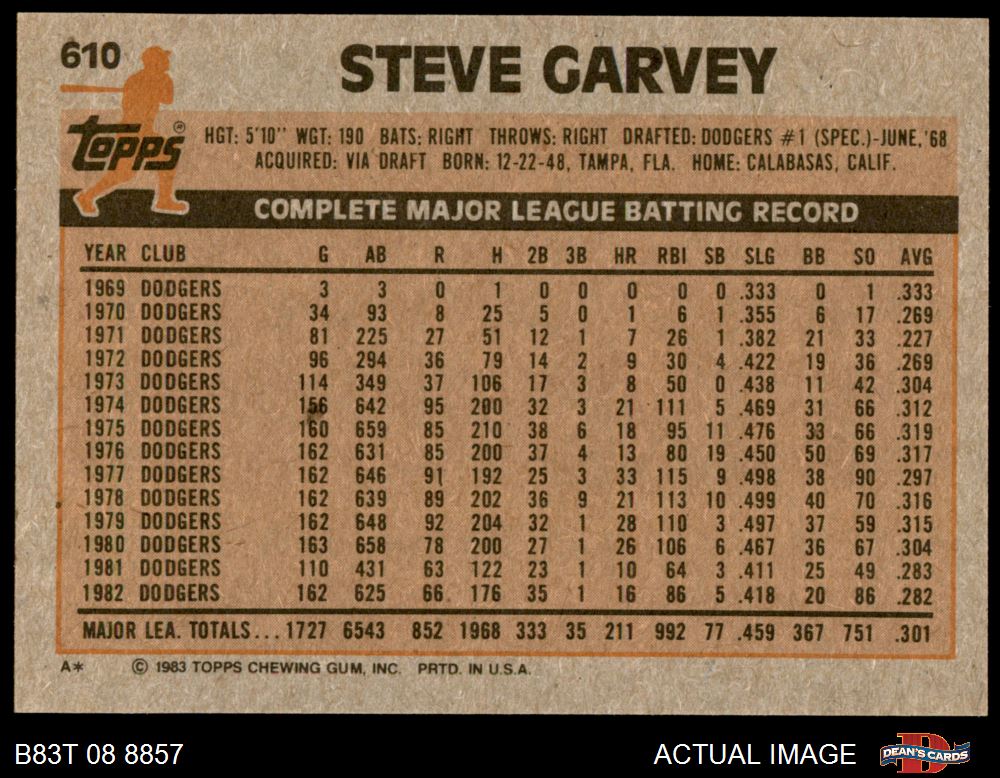 610
STEVE GARVEY
Topps®
HGT: 5'10" WGT: 190 BATS: RIGHT THROWS: RIGHT DRAFTED: DODGERS #1 (SPEC.)-JUNE,'68
ACQUIRED: VIA DRAFT BORN: 12-22-48, TAMPA, FLA. HOME: CALABASAS, CALIF.
COMPLETE MAJOR LEAGUE BATTING RECORD
YEAR CLUB G AB R H 2B 3B HR RBI SB SLG BB SO AVG
1969 DODGERS 3 3 0 1 0 0 0 0 0 .333 0 1 .333
1970 DODGERS 34 93 8 25 5 0 1 6 1 .355 6 17 .269
1971 DODGERS 81 225 27 51 12 1 7 26 1 .382 21 33 .227
1972 DODGERS 96 294 36 79 14 2 9 30 4 .422 19 36 .269
1973 DODGERS 114 349 37 106 17 3 8 50 0 .438 11 42 .304
1974 DODGERS 156 642 95 200 32 3 21 111 5 .469 31 66 .312
1975 DODGERS 160 659 85 210 38 6 18 95 11 .476 33 66 .319
1976 DODGERS 162 631 85 200 37 4 13 80 19 .450 50 69 .317
1977 DODGERS 162 646 91 192 25 3 33 115 9 .498 38 90 .297
1978 DODGERS 162 639 89 202 36 9 21 113 10 .499 40 70 .316
1979 DODGERS 162 648 92 204 32 1 28 110 3 .497 37 59 .315
1980 DODGERS 163 658 78 200 27 1 26 106 6 .467 36 67 .304
1981 DODGERS 110 431 63 122 23 1 10 64 3 .411 25 49 .283
1982 DODGERS 162 625 66 176 35 1 16 86 5 .418 20 86 .282
MAJOR LEA. TOTALS... 1727 6543 852 1968 333 35 211 992 77 .459 367 751 .301
A* © 1983 TOPPS CHEWING GUM, INC. PRTD. IN U.S.A.
B83T 08 8857 ACTUAL IMAGE DEAN'S CARDS